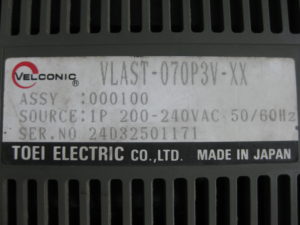 VELCONIC® VLAST-070P3V-XX
ASSY :000100
SOURCE:1P 200-240VAC 50/60Hz
SER.NO 24D32501171
TOEI ELECTRIC CO.,LTD. MADE IN JAPAN